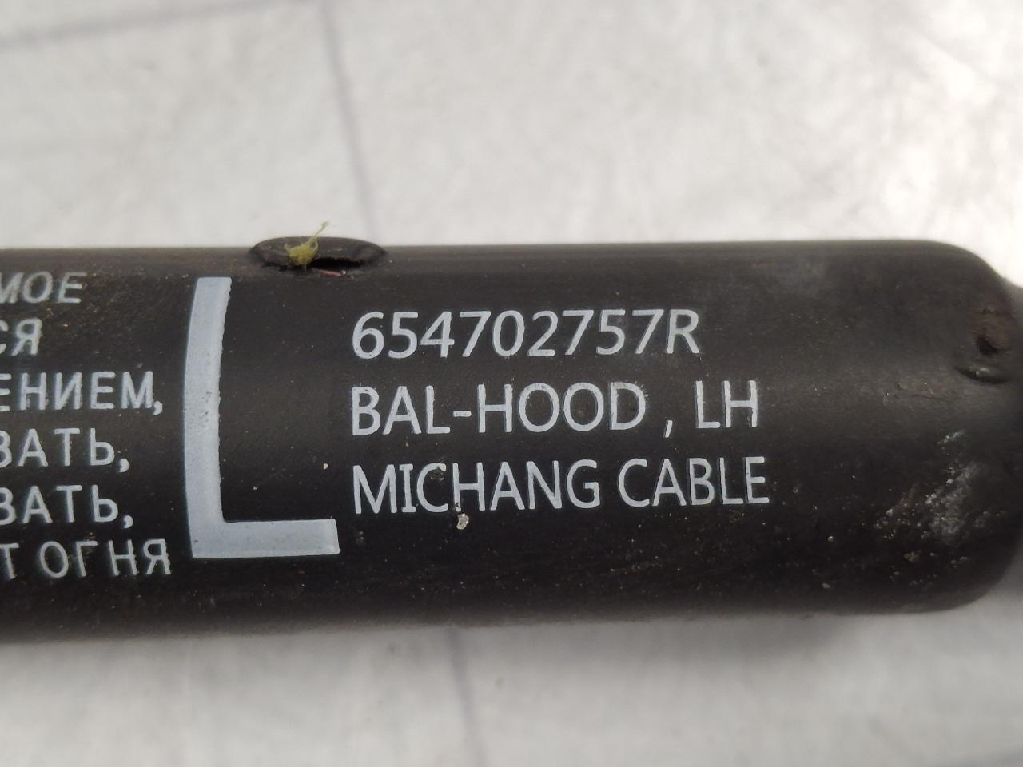 МОЕ
СЯ
ЕНИЕМ,
ВАТЬ,
ВАТЬ,
Т ОГНЯ
L
654702757R
BAL-HOOD , LH
MICHANG CABLE